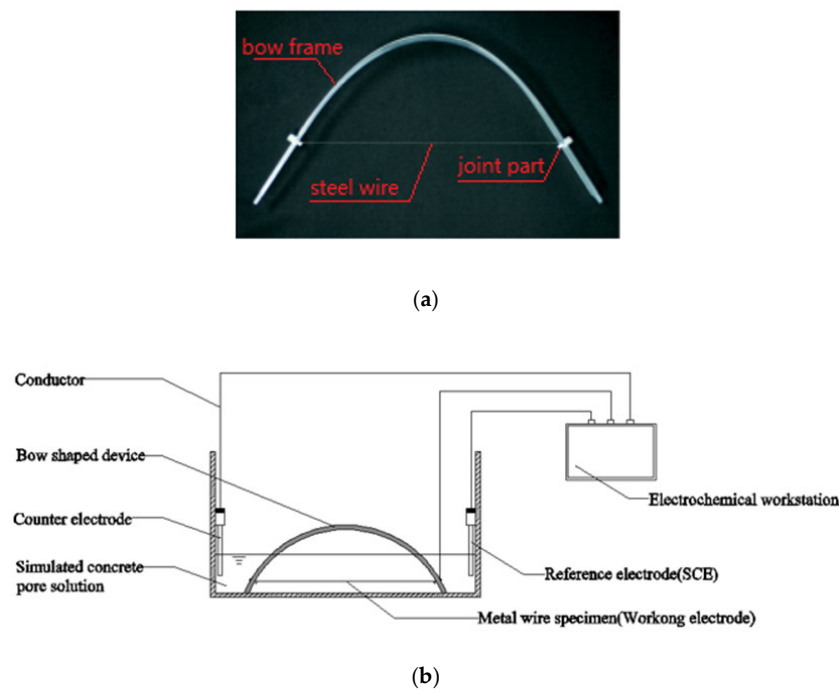 bow frame
joint part
steel wire
(a)
Conductor
Bow shaped device
Counter electrode
Simulated concrete
pore solution
Electrochemical workstation
Reference electrode(SCE)
Metal wire specimen(Workong electrode)
(b)